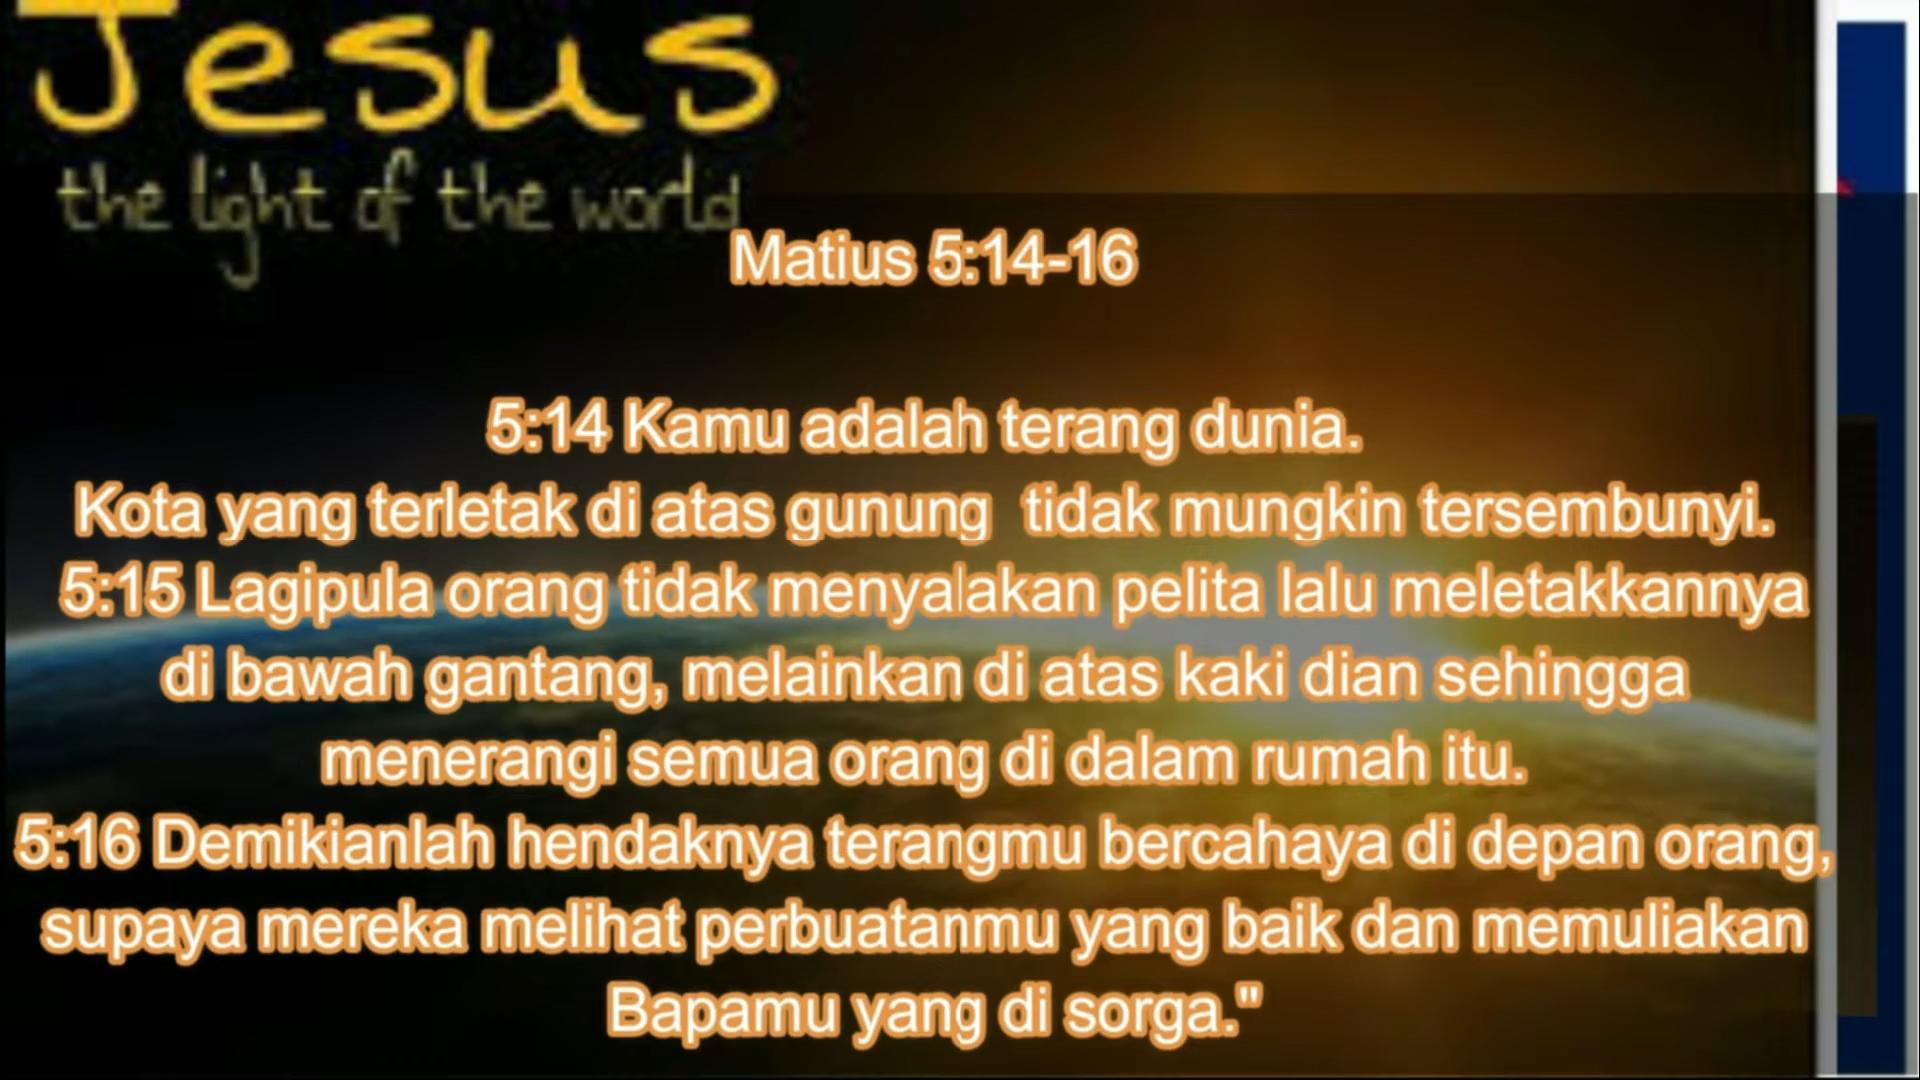 Jesus
the light of the world
Matius 5:14-16
5:14 Kamu adalah terang dunia.
Kota yang terletak di atas gunung tidak mungkin tersembunyi.
5:15 Lagipula orang tidak menyalakan pelita lalu meletakkannya
di bawah gantang, melainkan di atas kaki dian sehingga
menerangi semua orang di dalam rumah itu.
5:16 Demikianlah hendaknya terangmu bercahaya di depan orang,
supaya mereka melihat perbuatanmu yang baik dan memuliakan
Bapamu yang di sorga."